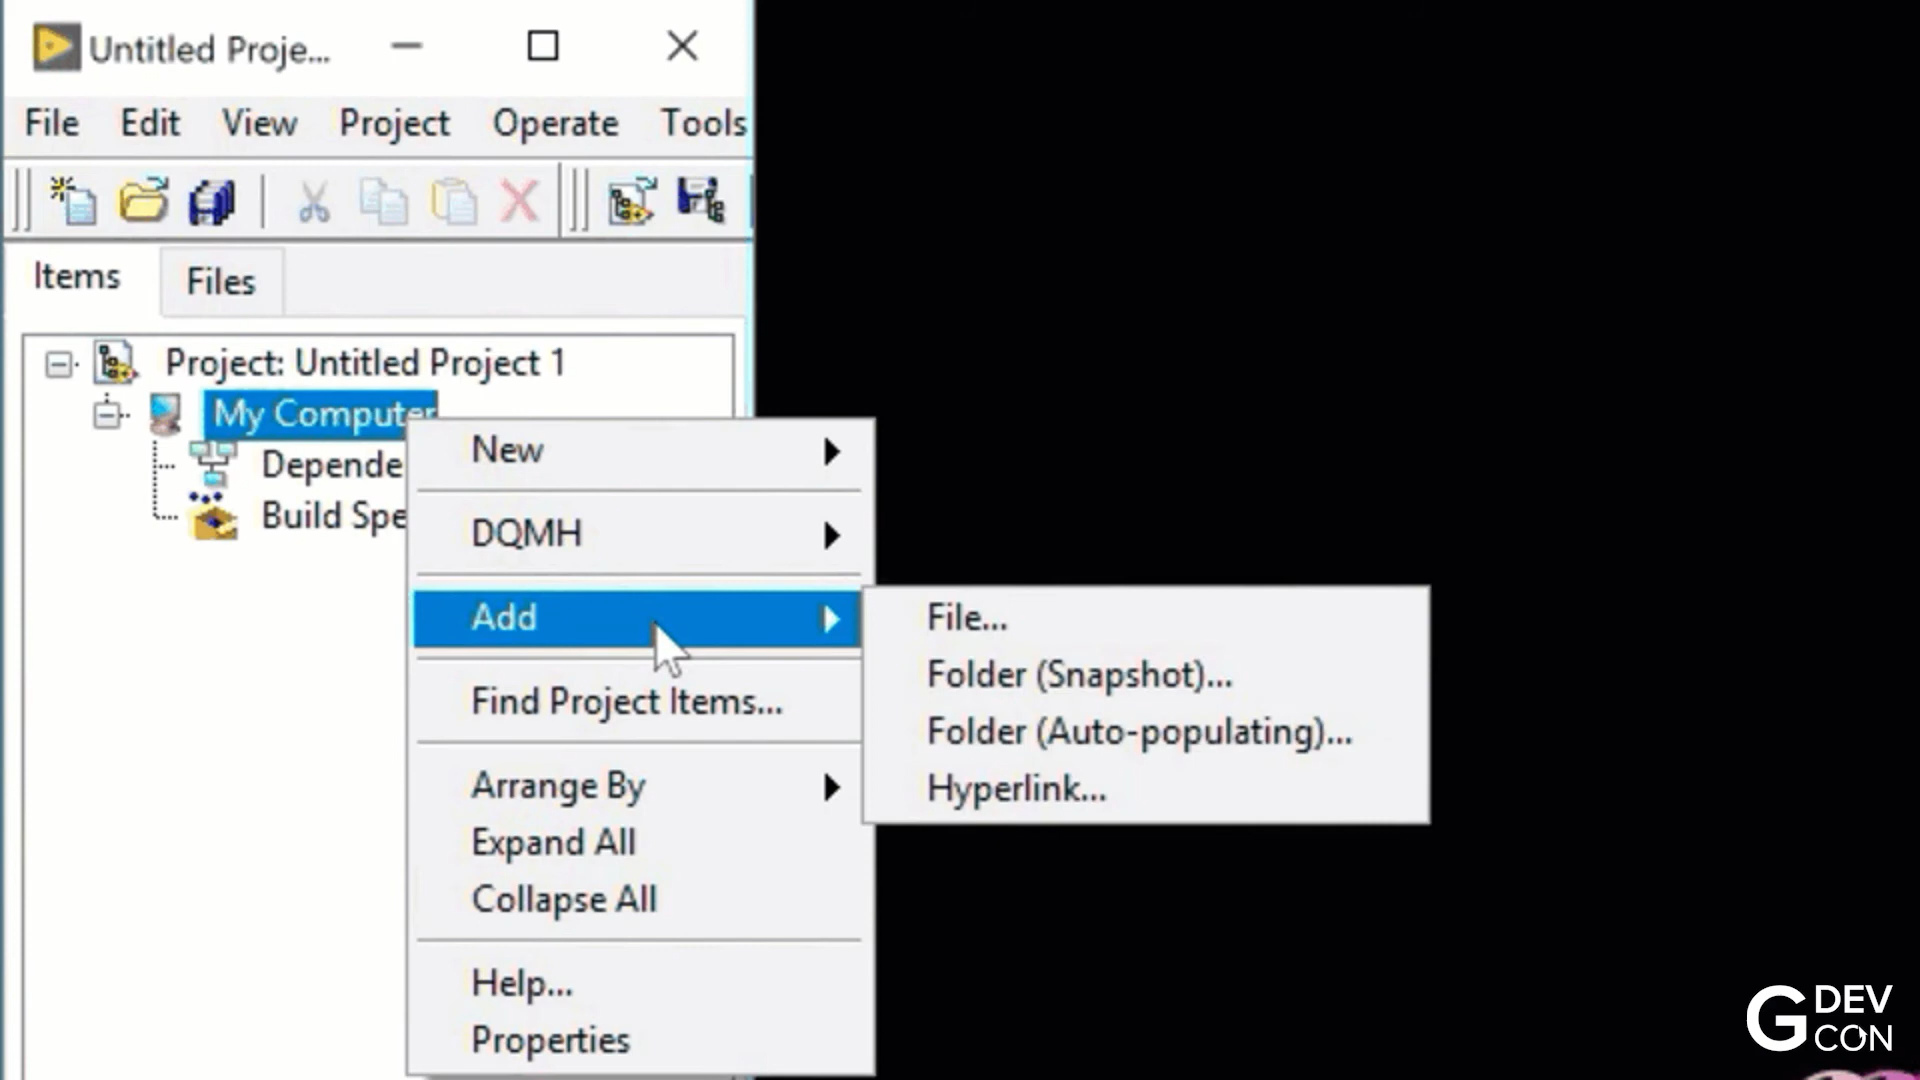 Untitled Proje...
File Edit View Project Operate Tools
Items Files
Project: Untitled Project 1
My Computer
Depende
Build Spe
New
DQMH
Add
Find Project Items...
Arrange By
Expand All
Collapse All
Help...
Properties
File...
Folder (Snapshot)...
Folder (Auto-populating)...
Hyperlink...
G DEV
CON